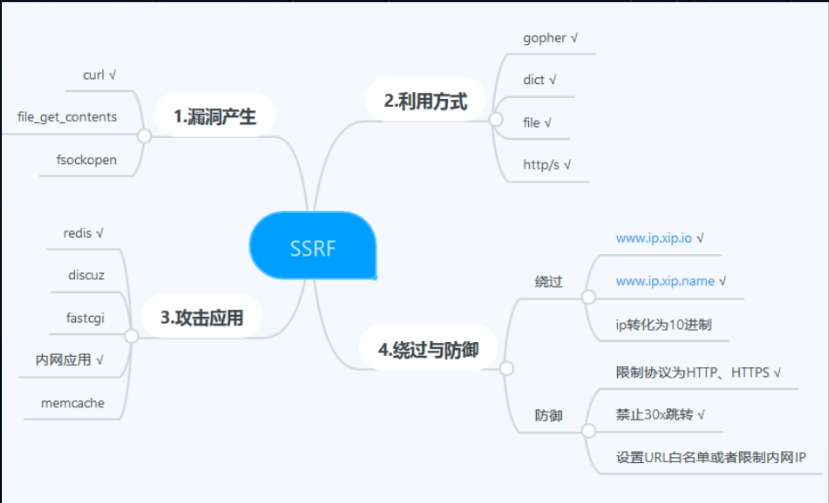 SSRF
1.漏洞产生
curl √
file_get_contents
fsockopen
2.利用方式
gopher √
dict √
file √
http/s √
3.攻击应用
redis √
discuz
fastcgi
内网应用 √
memcache
4.绕过与防御
绕过
www.ip.xip.io √
www.ip.xip.name √
ip转化为10进制
防御
限制协议为HTTP、HTTPS √
禁止30x跳转 √
设置URL白名单或者限制内网IP